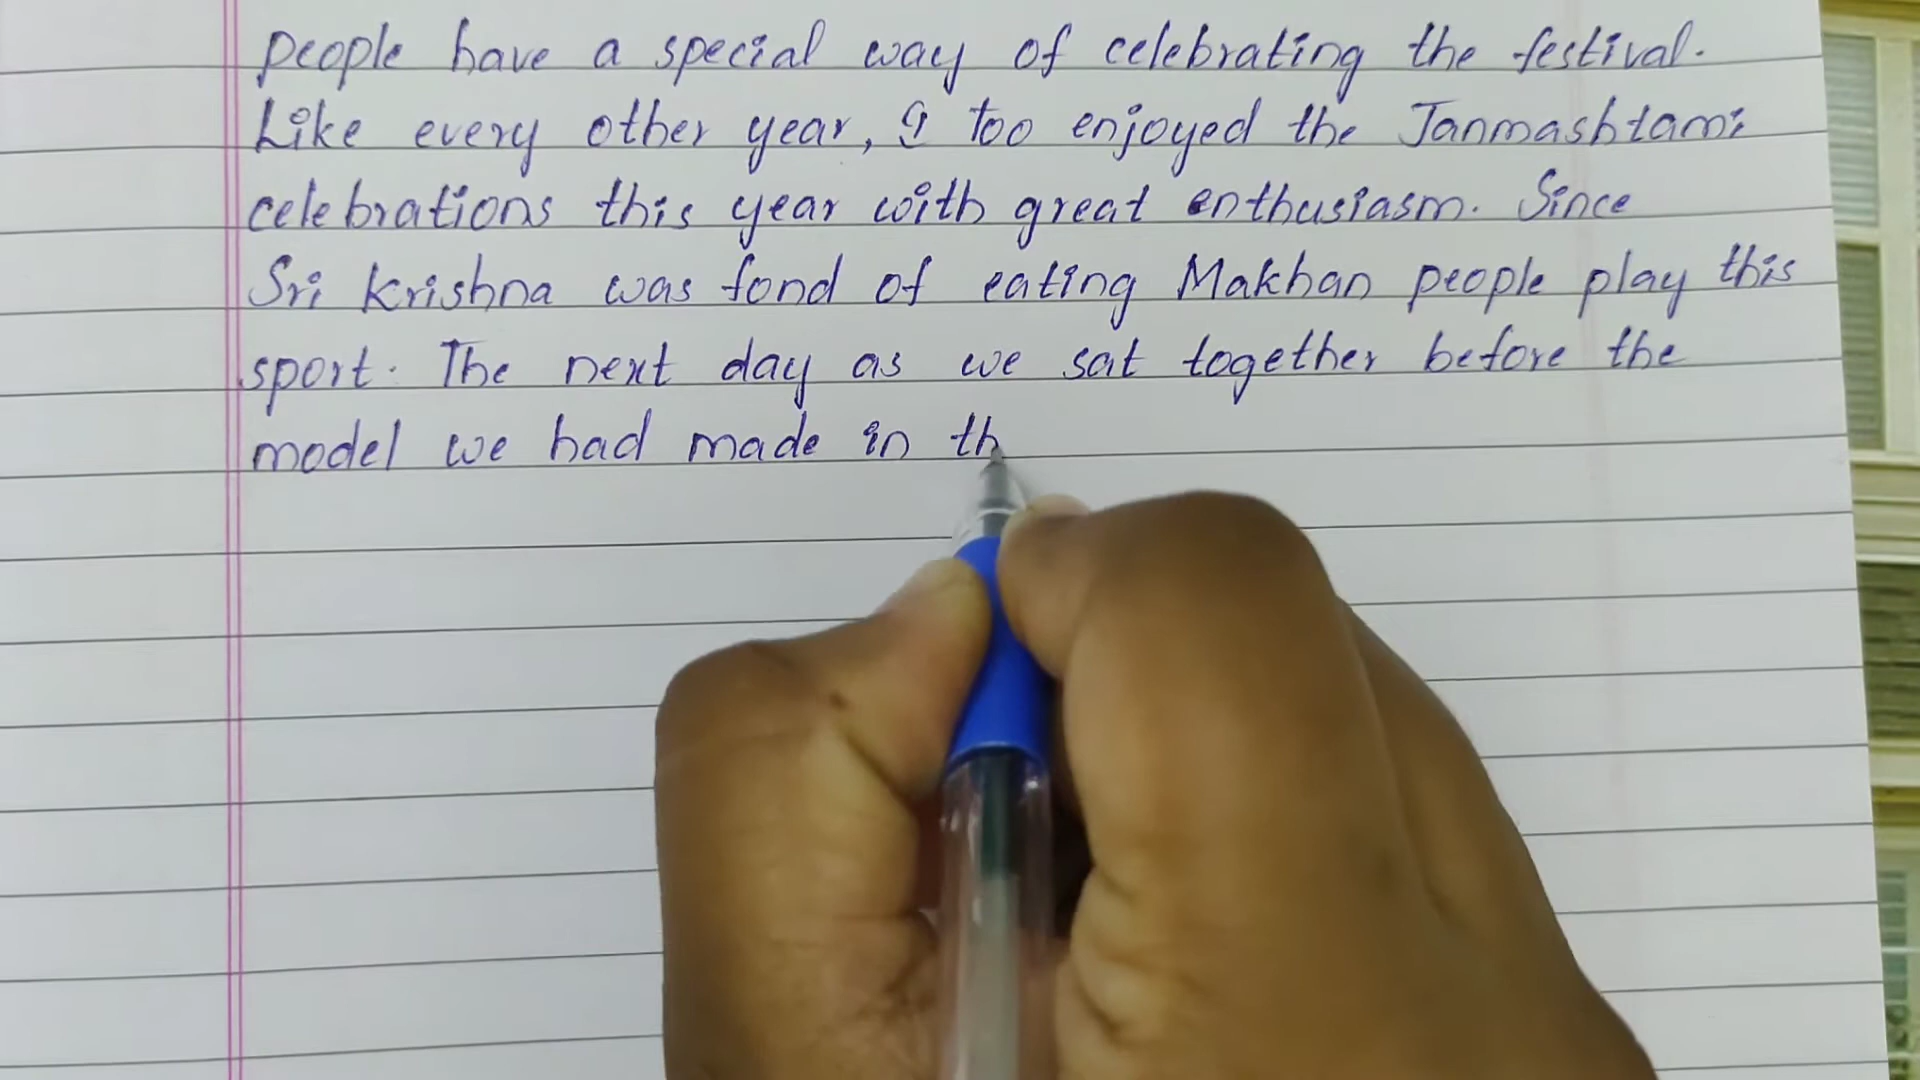 people have a special way of celebrating the festival.
Like every other year, I too enjoyed the Janmashtami
celebrations this year with great enthusiasm. Since
Sri Krishna was fond of eating Makhan people play this
sport. The next day as we sat together before the
model we had made in th